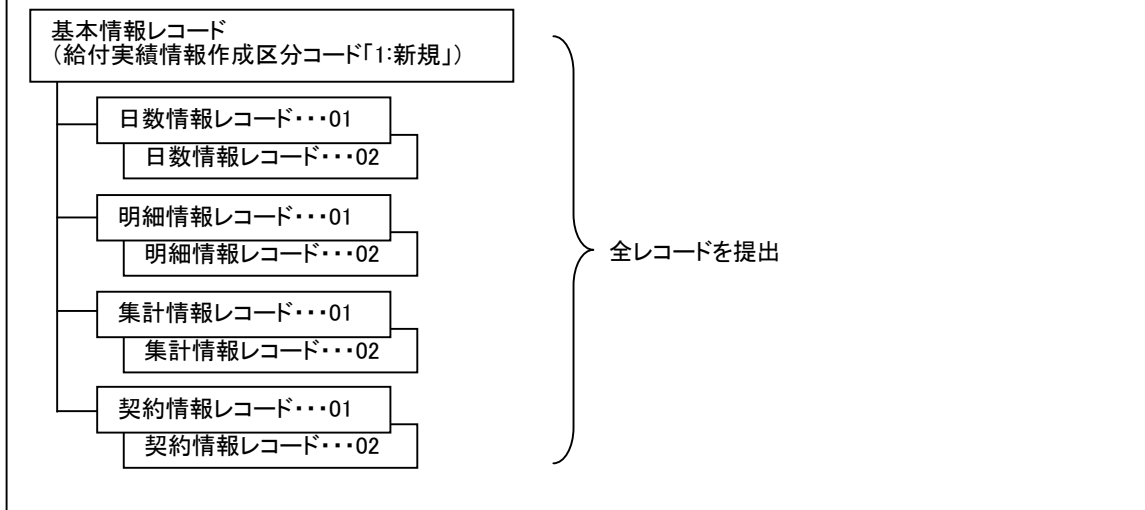 基本情報レコード
(給付実績情報作成区分コード「1:新規」)
日数情報レコード・・・01
日数情報レコード・・・02
明細情報レコード・・・01
明細情報レコード・・・02
全レコードを提出
集計情報レコード・・・01
集計情報レコード・・・02
契約情報レコード・・・01
契約情報レコード・・・02